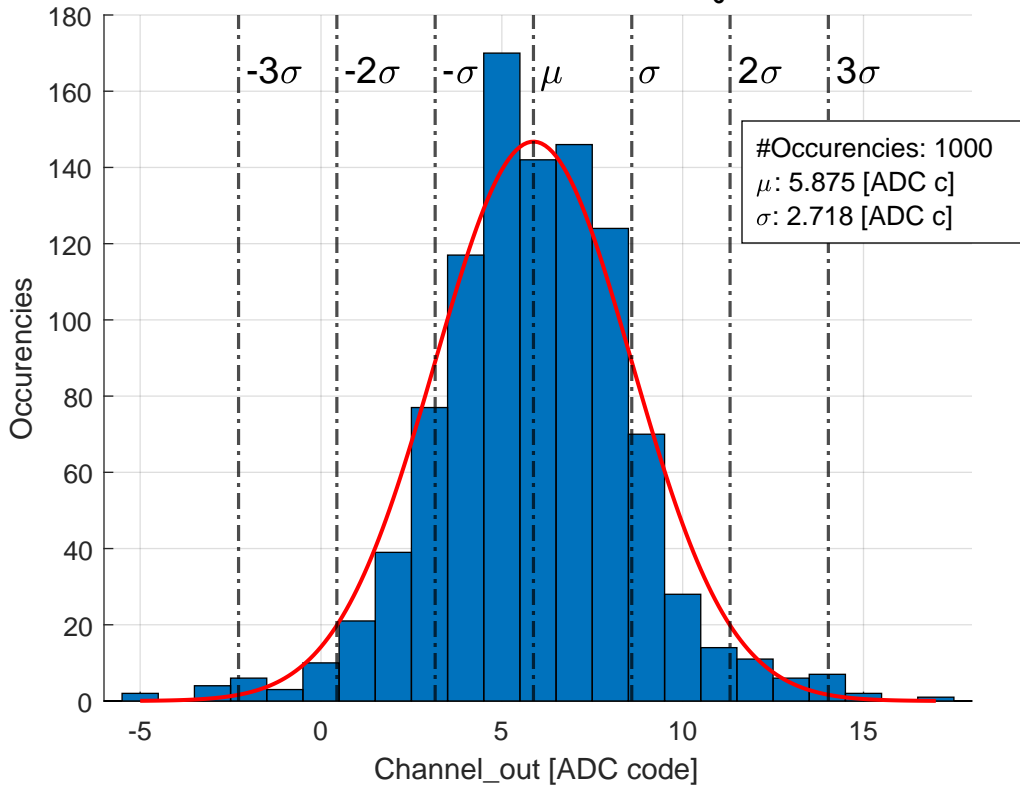 180
160
140
120
100
80
60
40
20
0
Occurencies
-3σ
-2σ
-σ
μ
σ
2σ
3σ
#Occurencies: 1000
μ: 5.875 [ADC c]
σ: 2.718 [ADC c]
-5
0
5
10
15
Channel_out [ADC code]